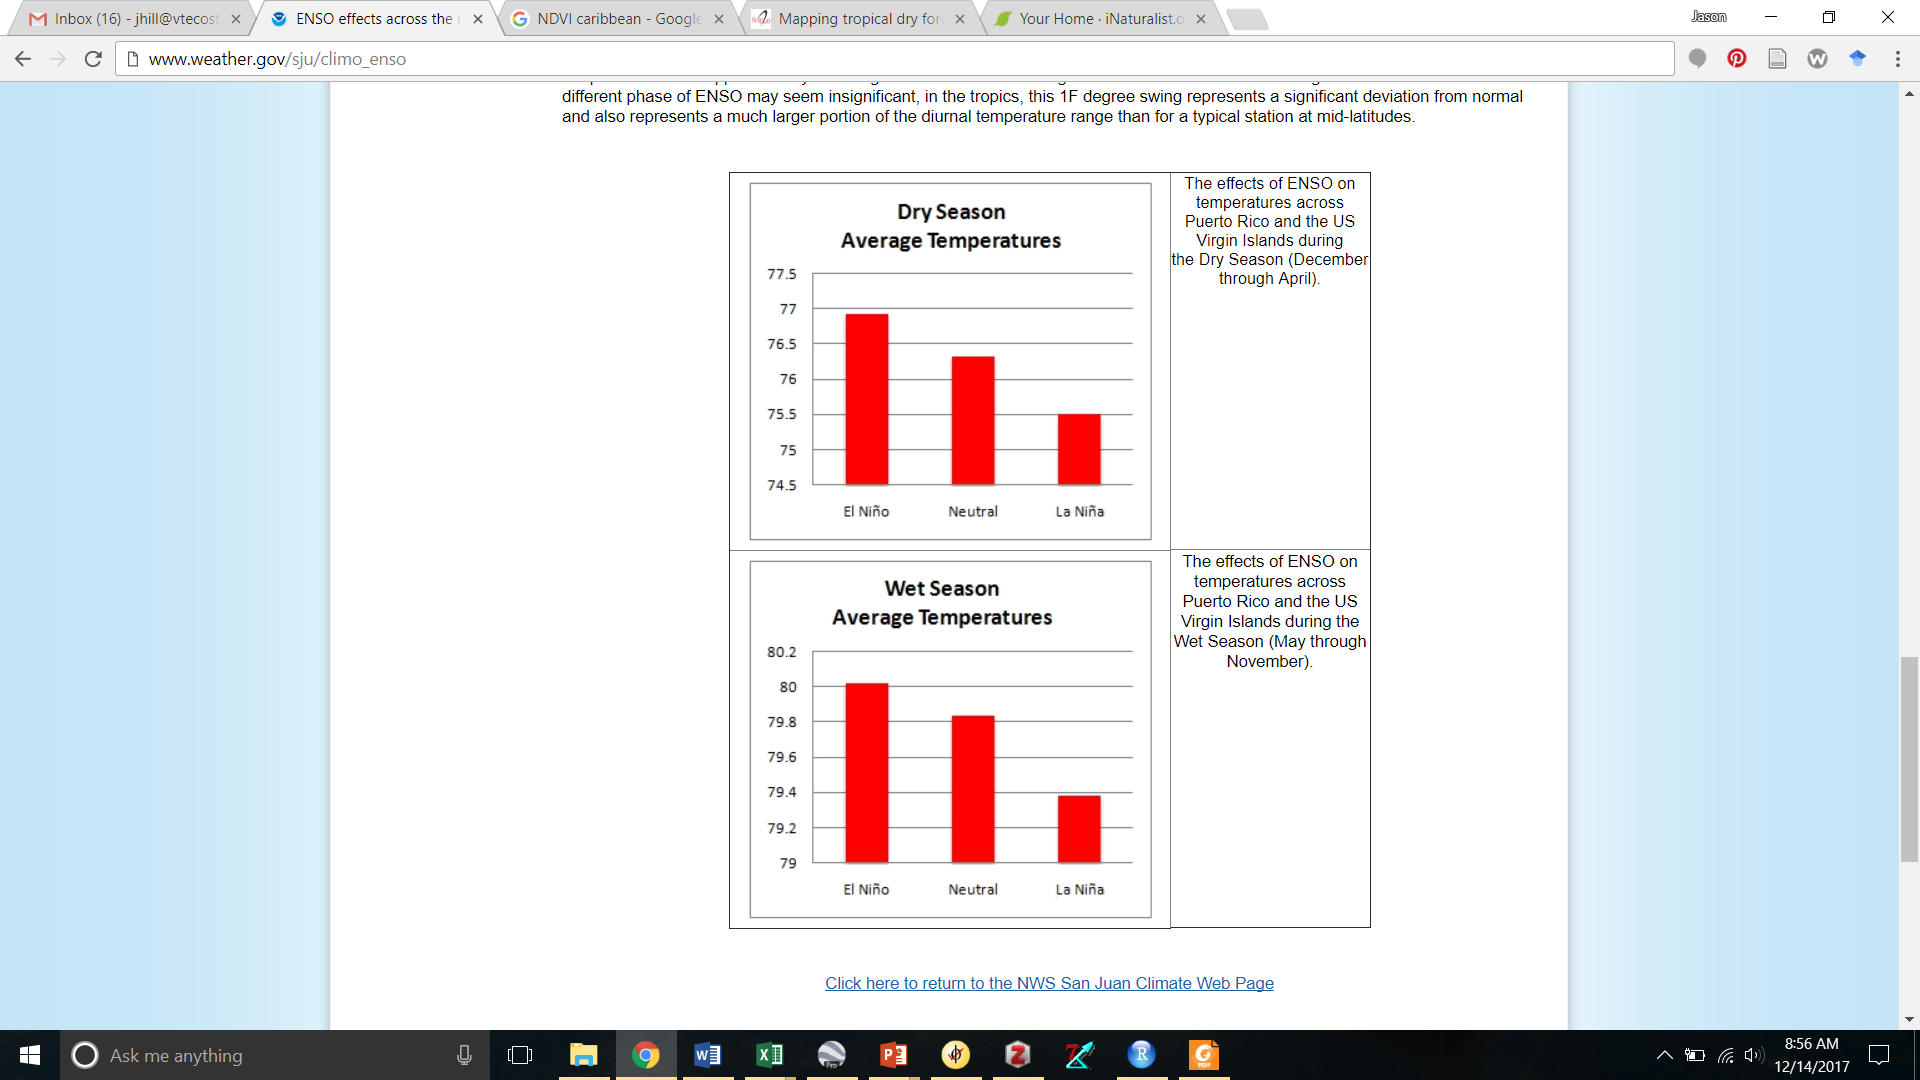 Inbox (16) - jhill@vtecost
ENSO effects across the
NDVI caribbean - Google
Mapping tropical dry for
Your Home · iNaturalist.o
Jason
www.weather.gov/sju/climo_enso
different phase of ENSO may seem insignificant, in the tropics, this 1F degree swing represents a significant deviation from normal
and also represents a much larger portion of the diurnal temperature range than for a typical station at mid-latitudes.
Dry Season
Average Temperatures
77.5
77
76.5
76
75.5
75
74.5
El Niño Neutral La Niña
The effects of ENSO on
temperatures across
Puerto Rico and the US
Virgin Islands during
the Dry Season (December
through April).
Wet Season
Average Temperatures
80.2
80
79.8
79.6
79.4
79.2
79
El Niño Neutral La Niña
The effects of ENSO on
temperatures across
Puerto Rico and the US
Virgin Islands during the
Wet Season (May through
November).
Click here to return to the NWS San Juan Climate Web Page
Ask me anything
8:56 AM
12/14/2017